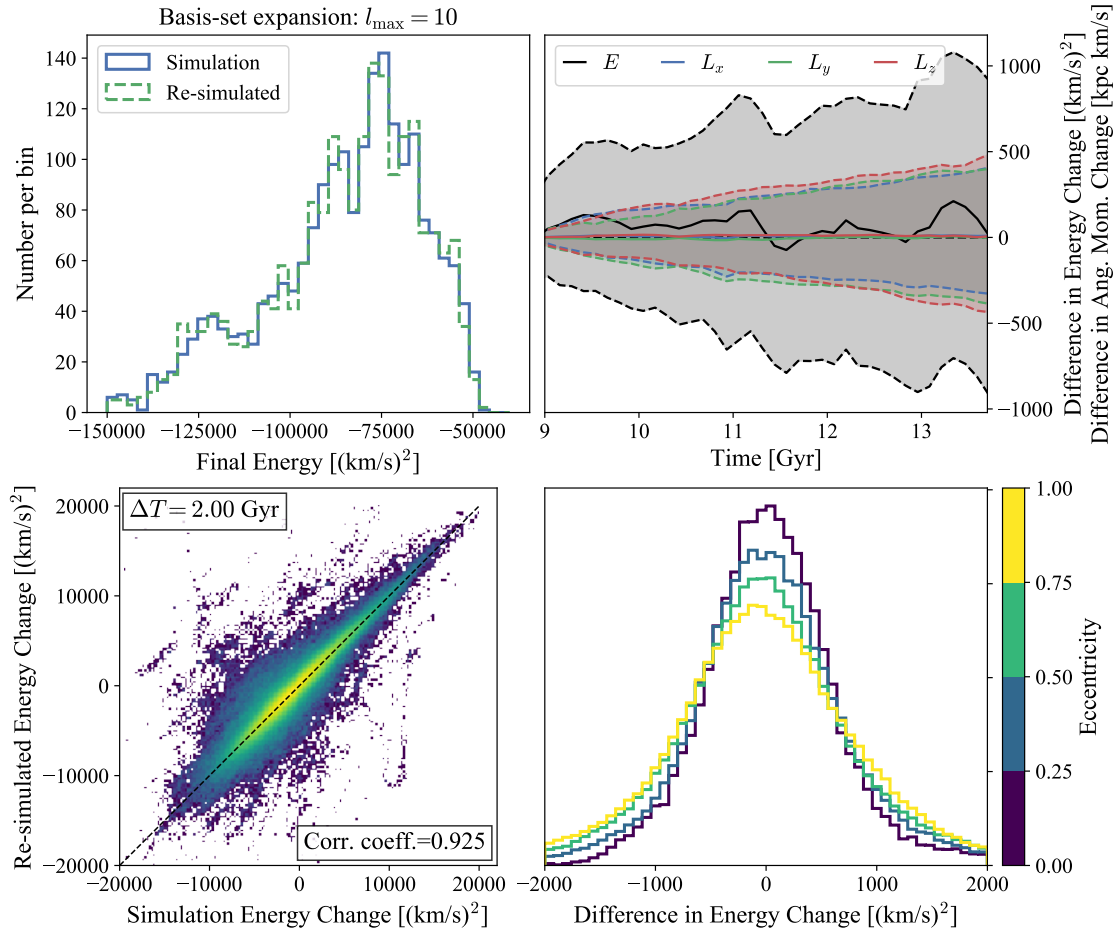 Basis-set expansion: l_max = 10
Simulation
Re-simulated
Number per bin
140
120
100
80
60
40
20
0
−150000 −125000 −100000 −75000 −50000
Final Energy [(km/s)²]
E L_x L_y L_z
1000
500
0
−500
−1000
Difference in Energy Change [(km/s)²]
Difference in Ang. Mom. Change [kpc km/s]
9 10 11 12 13
Time [Gyr]
ΔT = 2.00 Gyr
Corr. coeff.=0.925
Re-simulated Energy Change [(km/s)²]
20000
10000
0
−10000
−20000
−20000 −10000 0 10000 20000
Simulation Energy Change [(km/s)²]
−2000 −1000 0 1000 2000
Difference in Energy Change [(km/s)²]
1.00
0.75
0.50
0.25
0.00
Eccentricity